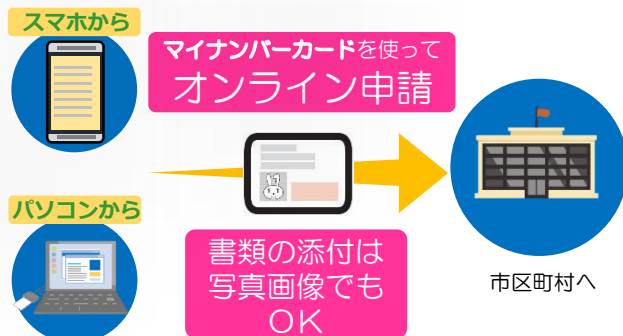 スマホから
マイナンバーカードを使って
オンライン申請
パソコンから
書類の添付は
写真画像でも
OK
市区町村へ